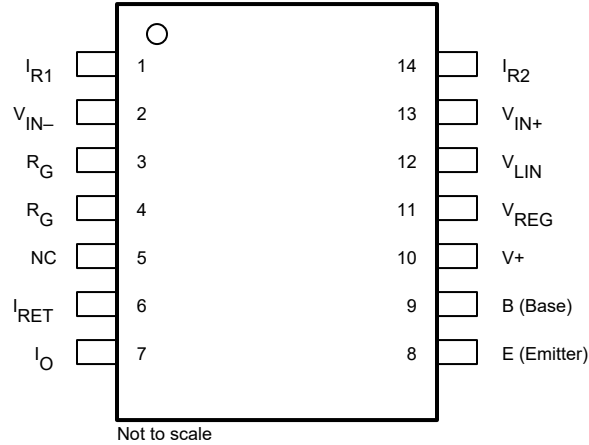 I_R1 1 14 I_R2
V_IN– 2 13 V_IN+
R_G 3 12 V_LIN
R_G 4 11 V_REG
NC 5 10 V+
I_RET 6 9 B (Base)
I_O 7 8 E (Emitter)
Not to scale